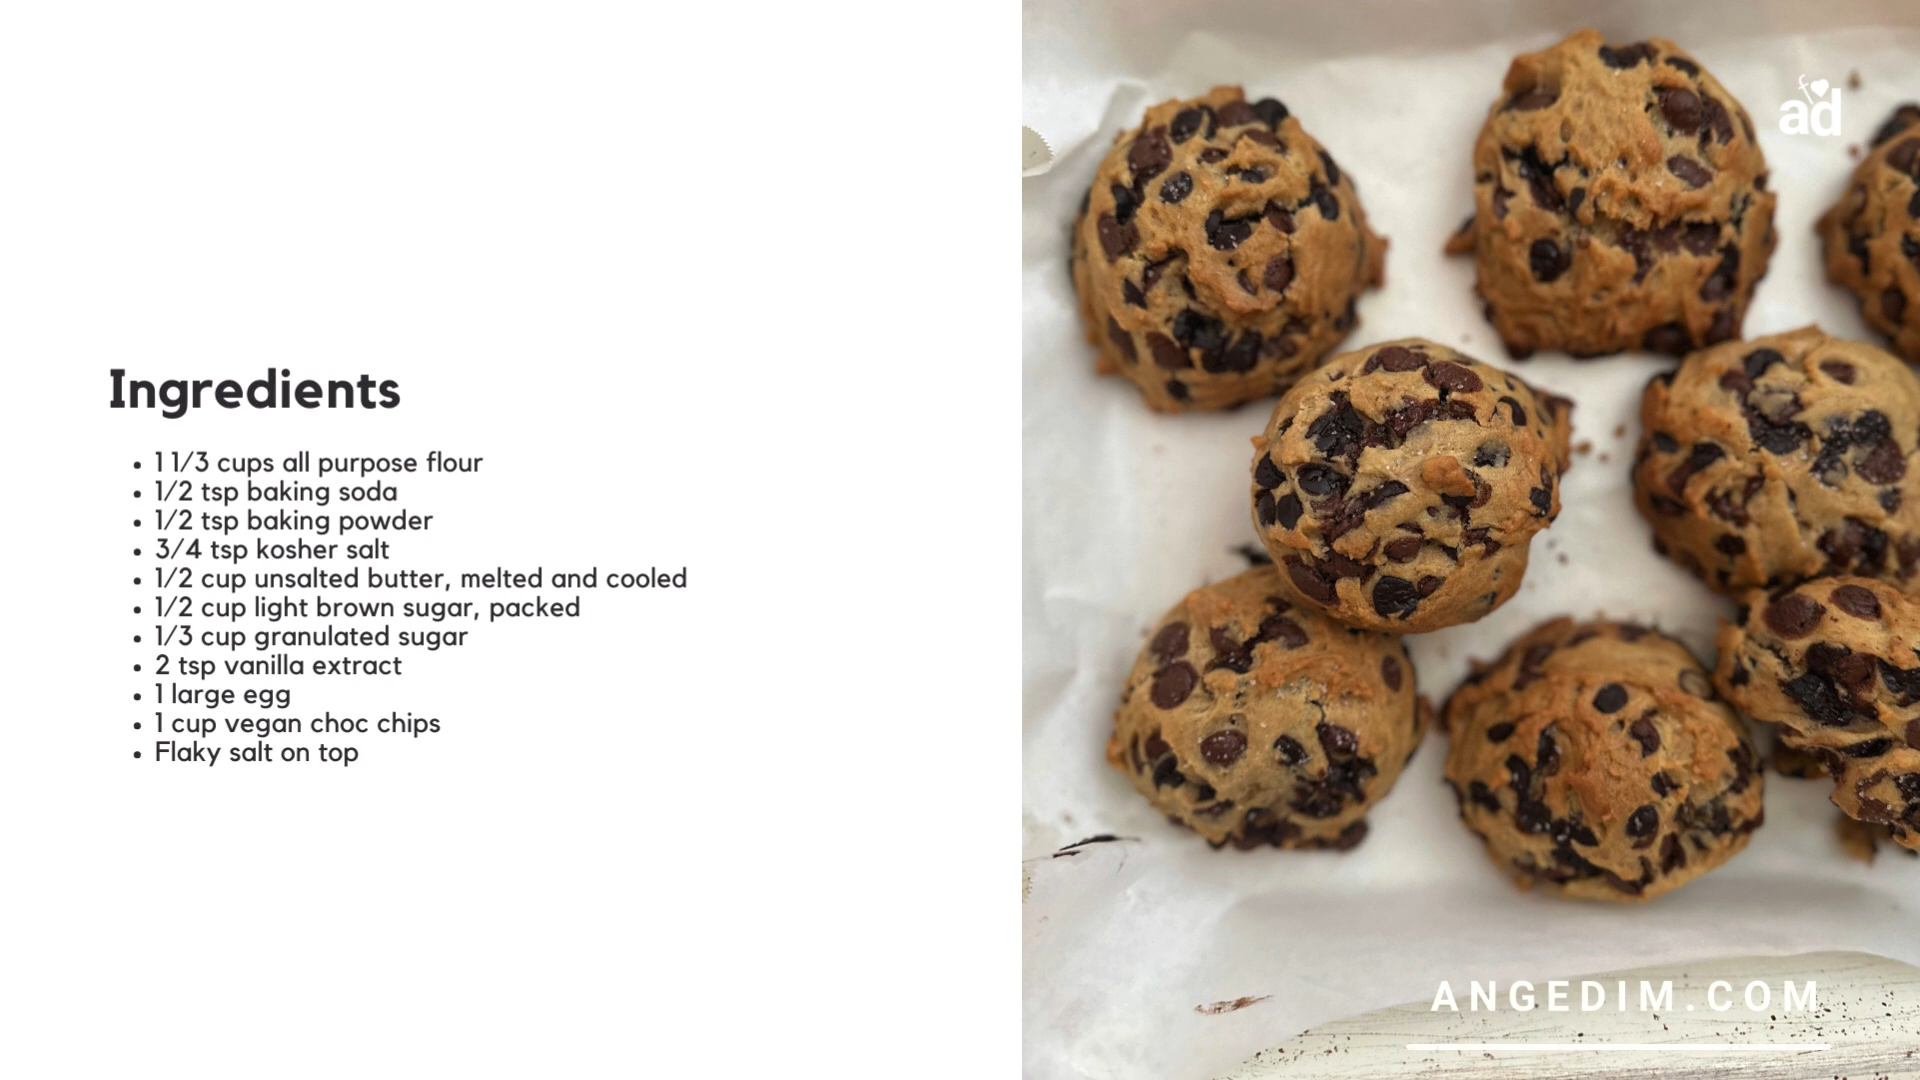 Ingredients
1 1/3 cups all purpose flour
1/2 tsp baking soda
1/2 tsp baking powder
3/4 tsp kosher salt
1/2 cup unsalted butter, melted and cooled
1/2 cup light brown sugar, packed
1/3 cup granulated sugar
2 tsp vanilla extract
1 large egg
1 cup vegan choc chips
Flaky salt on top
ad
ANGEDIM.COM